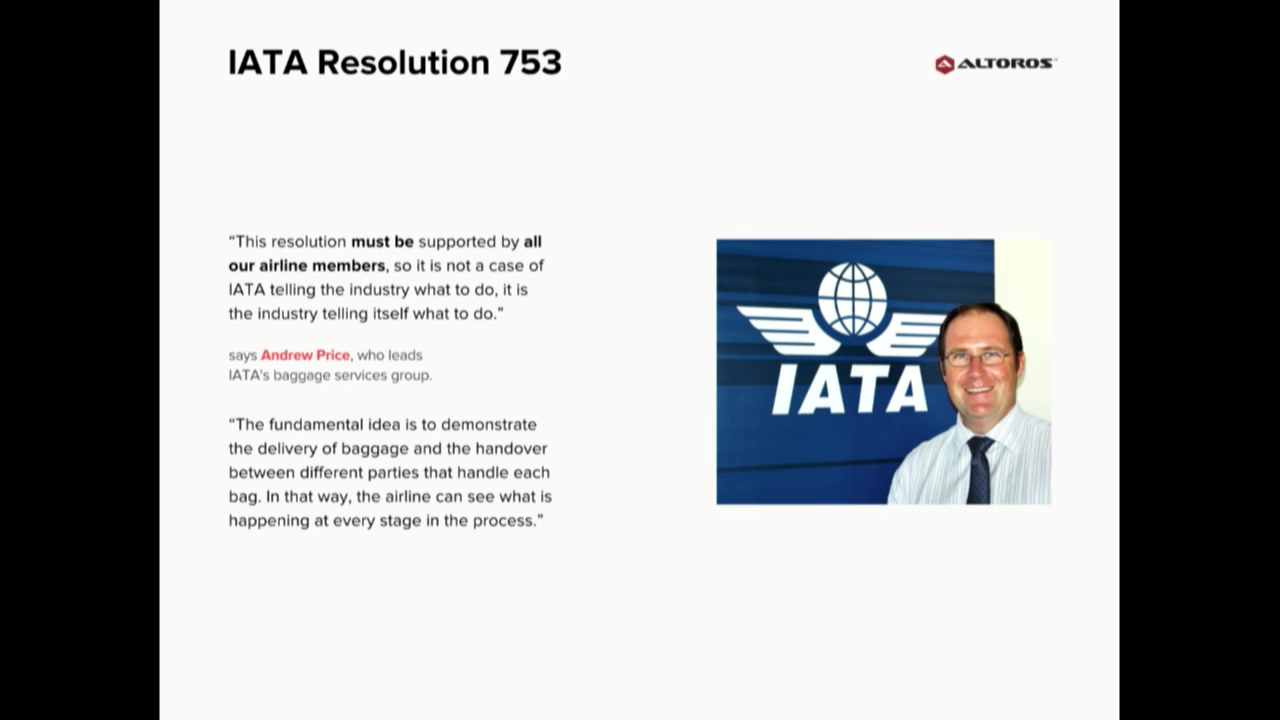 IATA Resolution 753
ALTOROS
“This resolution must be supported by all
our airline members, so it is not a case of
IATA telling the industry what to do, it is
the industry telling itself what to do.”
says Andrew Price, who leads
IATA's baggage services group.
“The fundamental idea is to demonstrate
the delivery of baggage and the handover
between different parties that handle each
bag. In that way, the airline can see what is
happening at every stage in the process.”
IATA